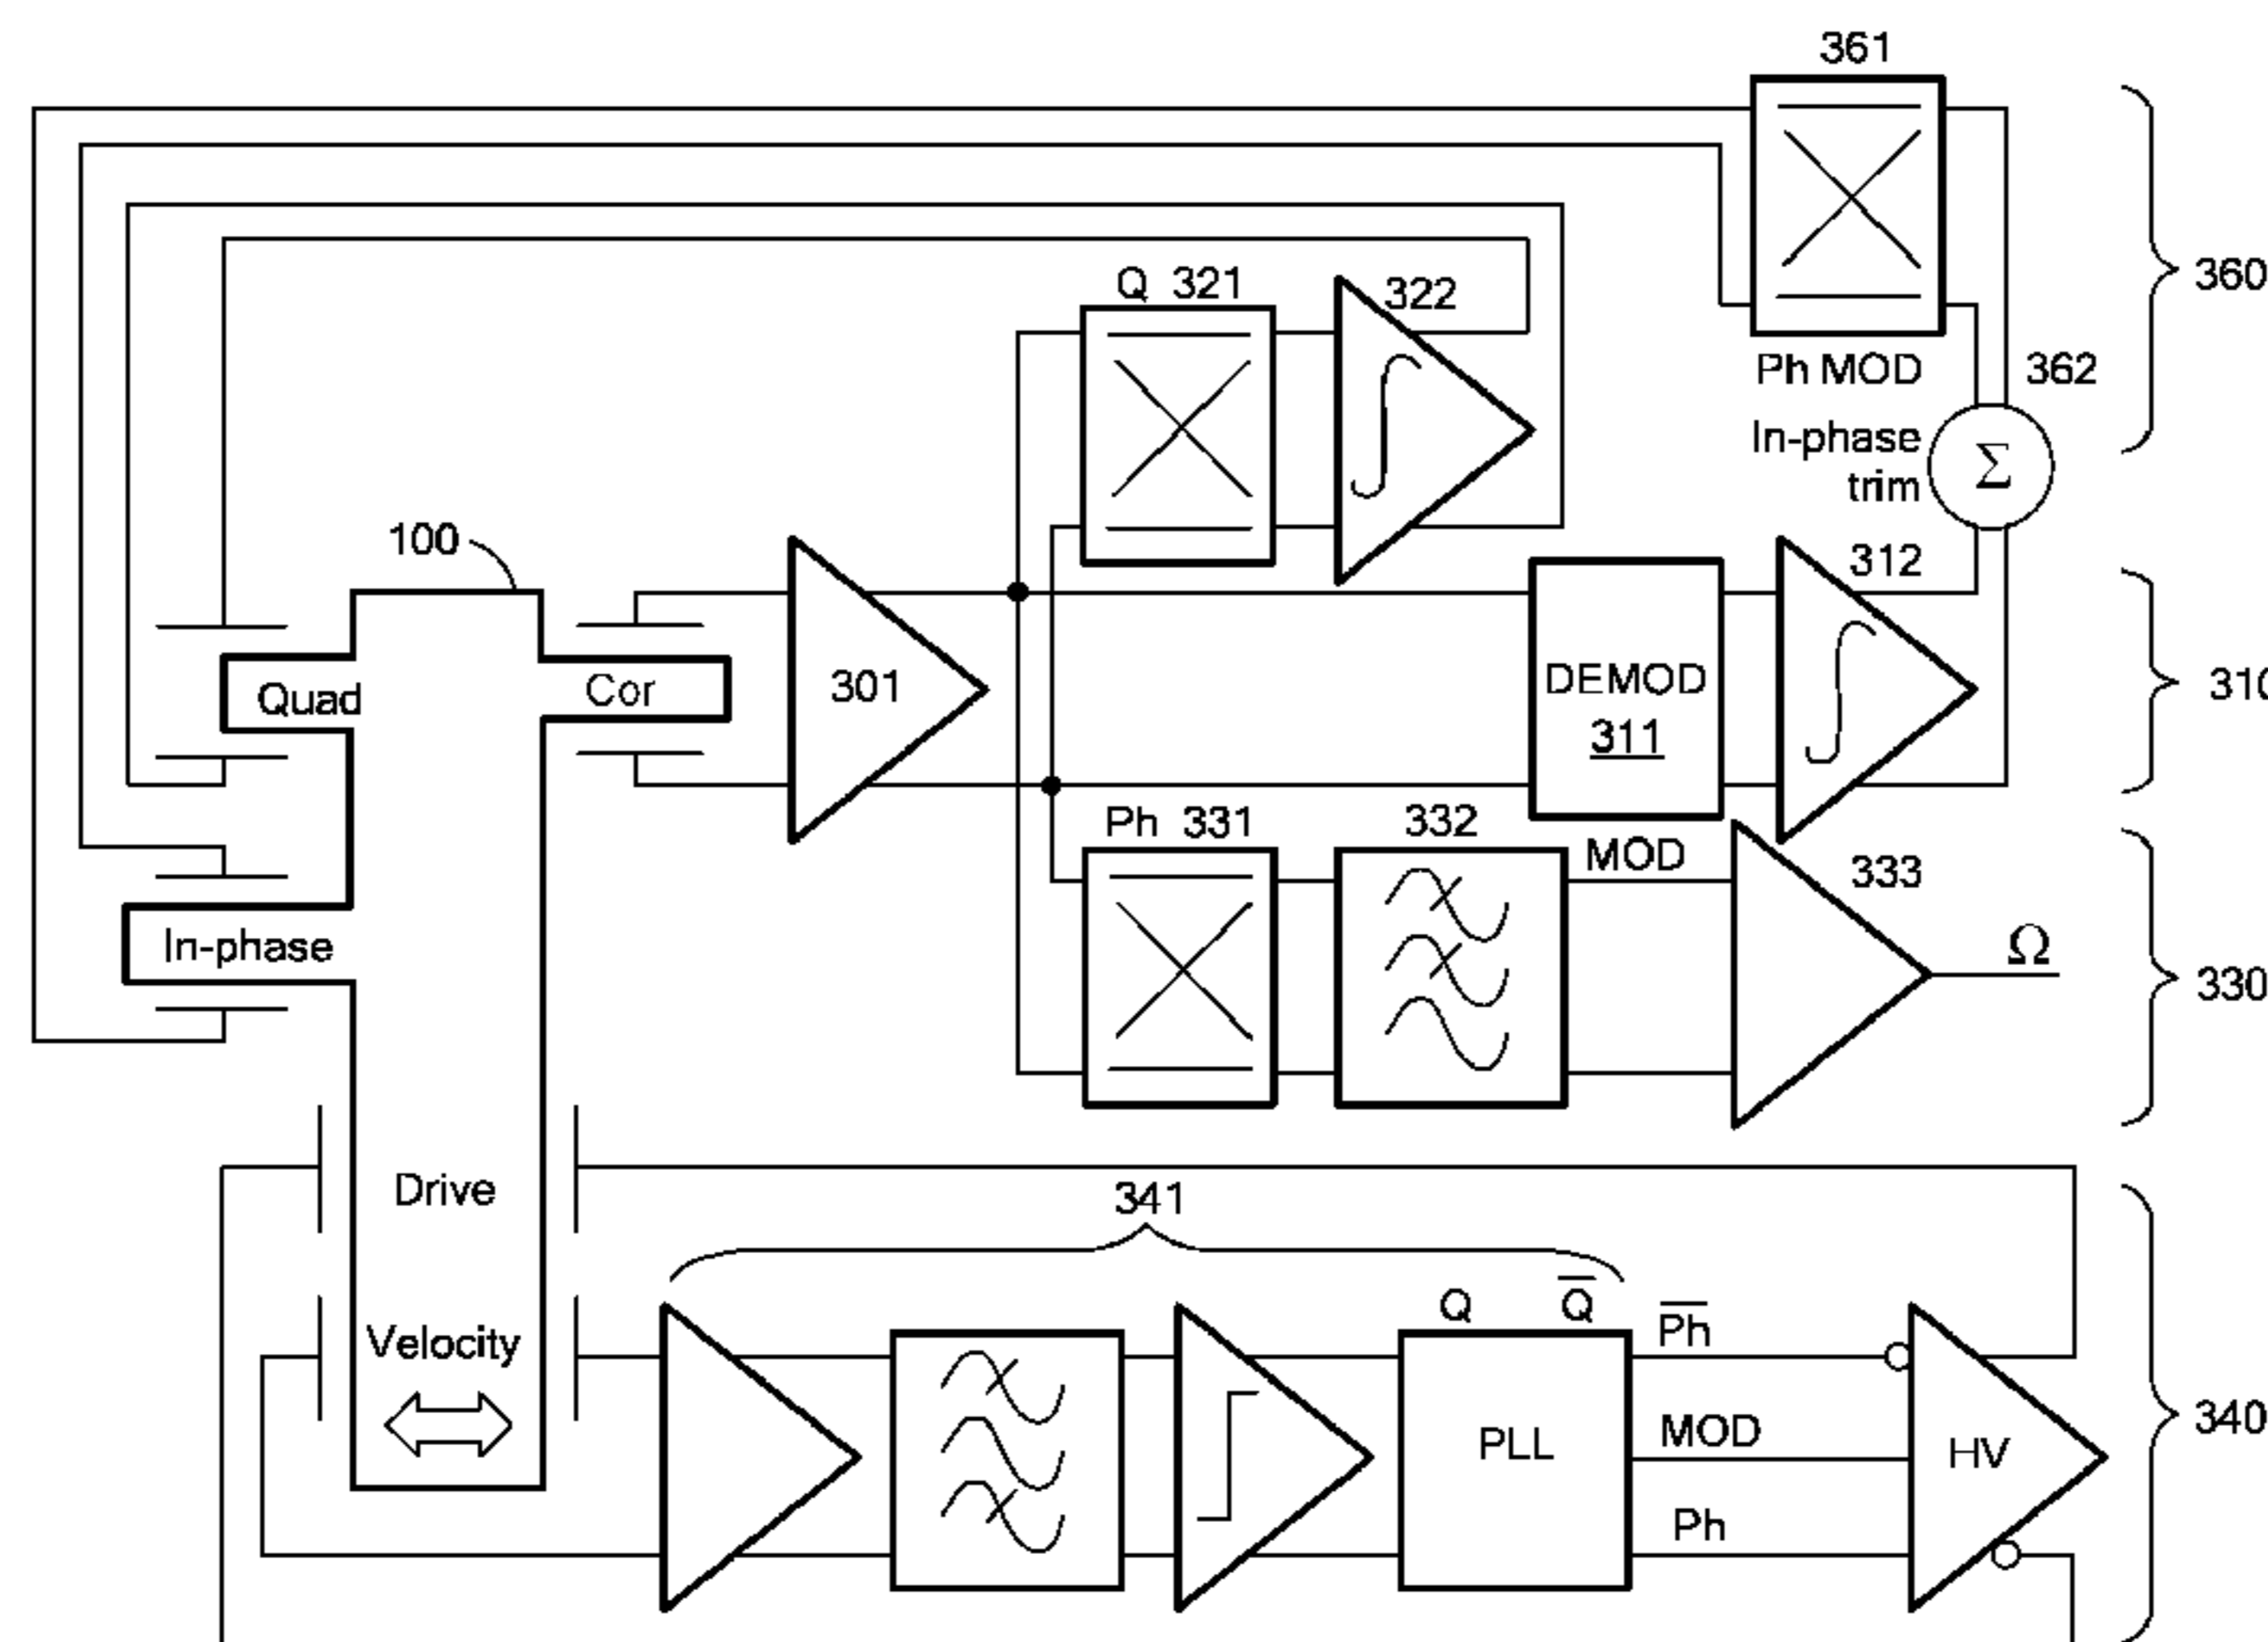 361
360
Q 321
322
Ph MOD
362
In-phase
trim
Σ
100
312
Quad
Cor
301
DEMOD
311
310
Ph 331
332
MOD
333
In-phase
Ω
330
Drive
341
Q Q̅
Velocity
P̅h̅
PLL
MOD
HV
340
Ph